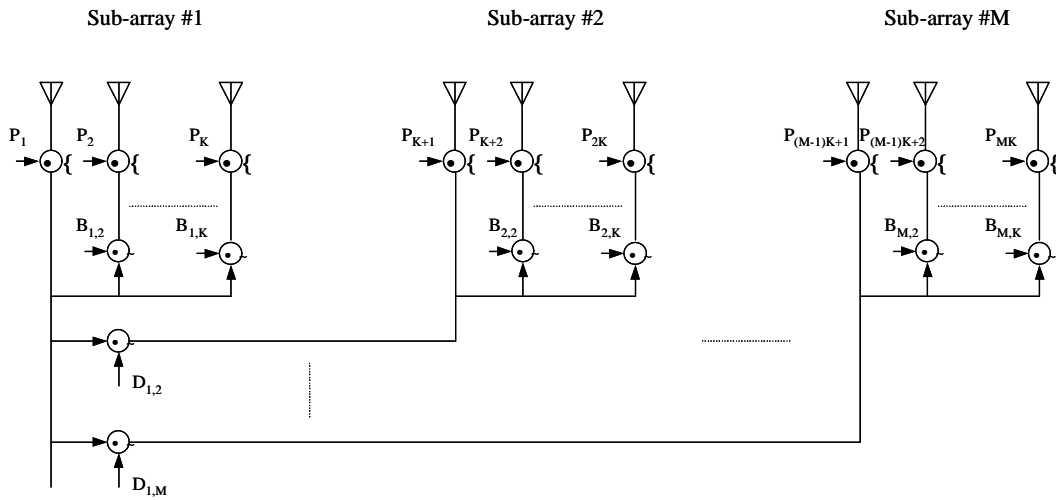 Sub-array #1
Sub-array #2
Sub-array #M
P1 P2 PK PK+1 PK+2 P2K P(M-1)K+1 P(M-1)K+2 PMK
{ { { { { { { { {
B1,2 B1,K B2,2 B2,K BM,2 BM,K
~ ~ ~ ~ ~ ~
~
D1,2
~
D1,M